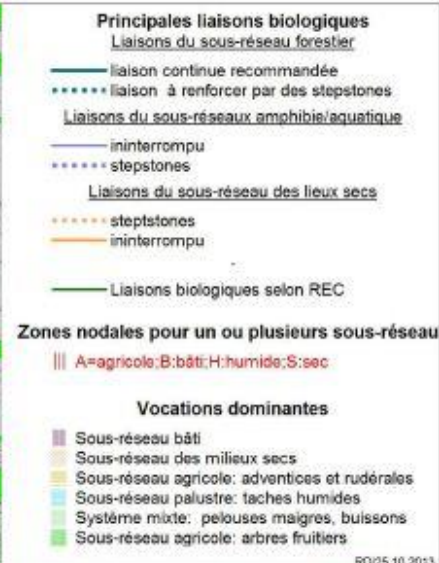 Principales liaisons biologiques
Liaisons du sous-réseau forestier
liaison continue recommandée
liaison à renforcer par des stepstones
Liaisons du sous-réseaux amphibie/aquatique
ininterrompu
stepstones
Liaisons du sous-réseau des lieux secs
steptstones
ininterrompu
Liaisons biologiques selon REC
Zones nodales pour un ou plusieurs sous-réseau
A=agricole;B:bâti;H:humide;S:sec
Vocations dominantes
Sous-réseau bâti
Sous-réseau des milieux secs
Sous-réseau agricole: adventices et rudérales
Sous-réseau palustre: taches humides
Système mixte: pelouses maigres, buissons
Sous-réseau agricole: arbres fruitiers
25.10.2013